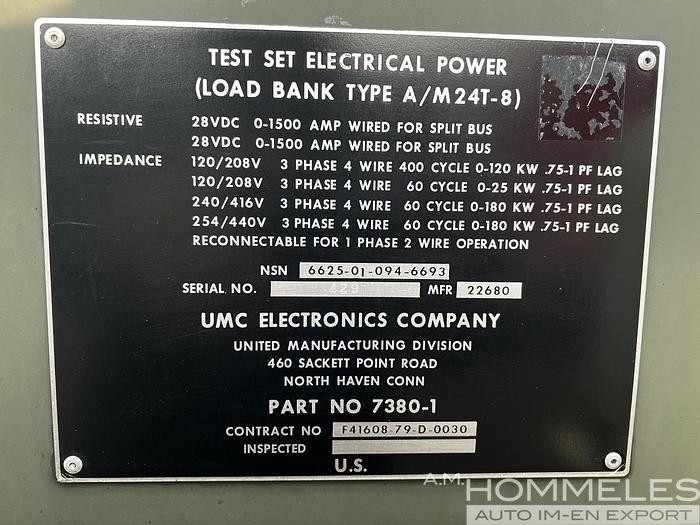 TEST SET ELECTRICAL POWER
(LOAD BANK TYPE A/M24T-8)
RESISTIVE 28VDC 0-1500 AMP WIRED FOR SPLIT BUS
28VDC 0-1500 AMP WIRED FOR SPLIT BUS
IMPEDANCE 120/208V 3 PHASE 4 WIRE 400 CYCLE 0-120 KW .75-1 PF LAG
120/208V 3 PHASE 4 WIRE 60 CYCLE 0-25 KW .75-1 PF LAG
240/416V 3 PHASE 4 WIRE 60 CYCLE 0-180 KW .75-1 PF LAG
254/440V 3 PHASE 4 WIRE 60 CYCLE 0-180 KW .75-1 PF LAG
RECONNECTABLE FOR 1 PHASE 2 WIRE OPERATION
NSN 6625-01-094-6693
SERIAL NO. 429 MFR 22680
UMC ELECTRONICS COMPANY
UNITED MANUFACTURING DIVISION
460 SACKETT POINT ROAD
NORTH HAVEN CONN
PART NO 7380-1
CONTRACT NO F41608-79-D-0030
INSPECTED
U.S.
A.M.
HOMMELES
AUTO IM-EN EXPORT